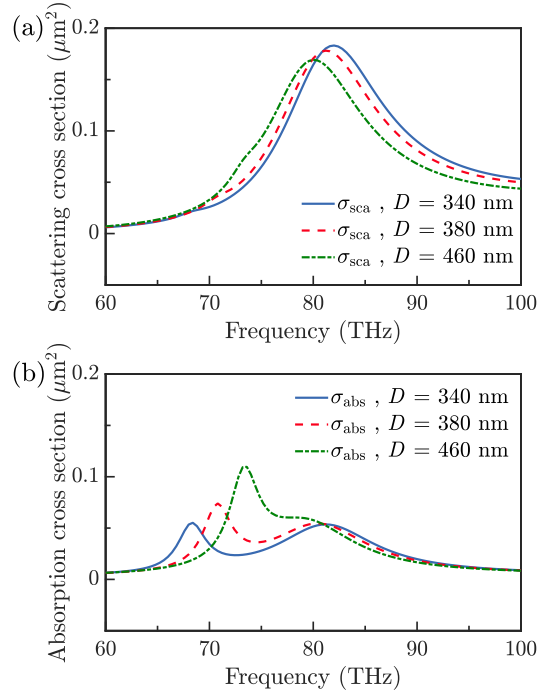 (a)
Scattering cross section (μm²)
0.2
0.1
0
σsca , D = 340 nm
σsca , D = 380 nm
σsca , D = 460 nm
60 70 80 90 100
Frequency (THz)
(b)
Absorption cross section (μm²)
0.2
0.1
0
σabs , D = 340 nm
σabs , D = 380 nm
σabs , D = 460 nm
60 70 80 90 100
Frequency (THz)